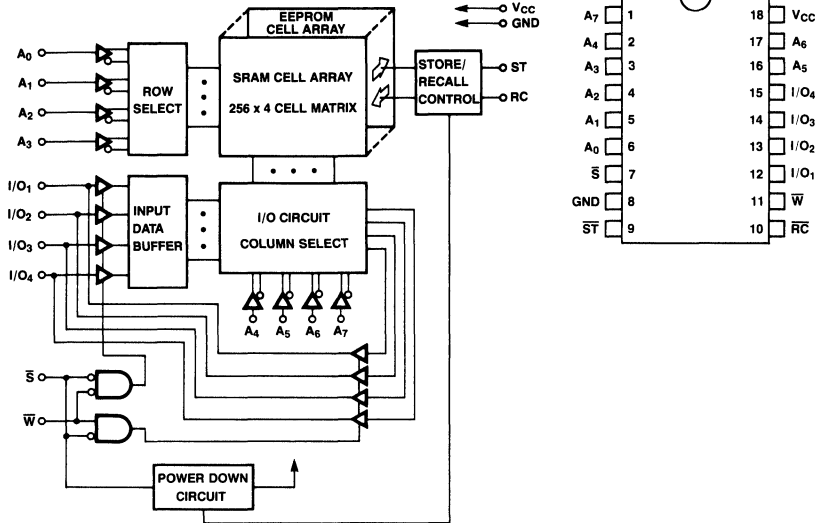 EEPROM
CELL ARRAY
SRAM CELL ARRAY
256 x 4 CELL MATRIX
VCC
GND
STORE/
RECALL
CONTROL
ST
RC
A0
A1
A2
A3
ROW
SELECT
I/O1
I/O2
I/O3
I/O4
INPUT
DATA
BUFFER
I/O CIRCUIT
COLUMN SELECT
A4 A5 A6 A7
S̅
W̅
POWER DOWN
CIRCUIT
A7 1 18 VCC
A4 2 17 A6
A3 3 16 A5
A2 4 15 I/O4
A1 5 14 I/O3
A0 6 13 I/O2
S̅ 7 12 I/O1
GND 8 11 W̅
S̅T̅ 9 10 R̅C̅